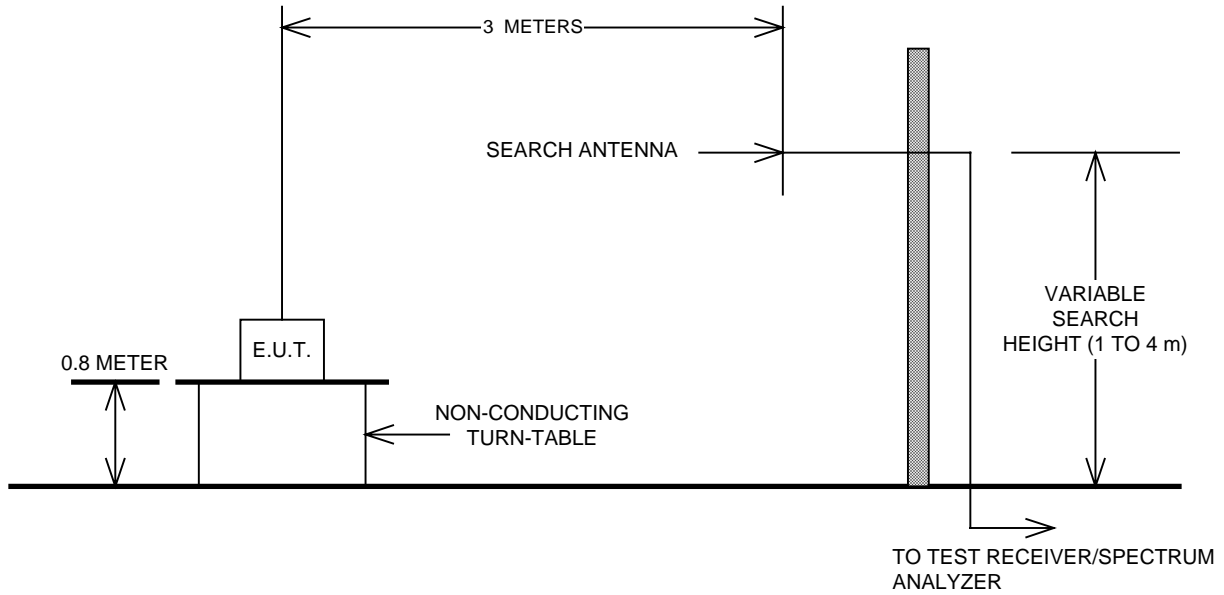 3 METERS
SEARCH ANTENNA
E.U.T.
0.8 METER
NON-CONDUCTING
TURN-TABLE
VARIABLE
SEARCH
HEIGHT (1 TO 4 m)
TO TEST RECEIVER/SPECTRUM
ANALYZER